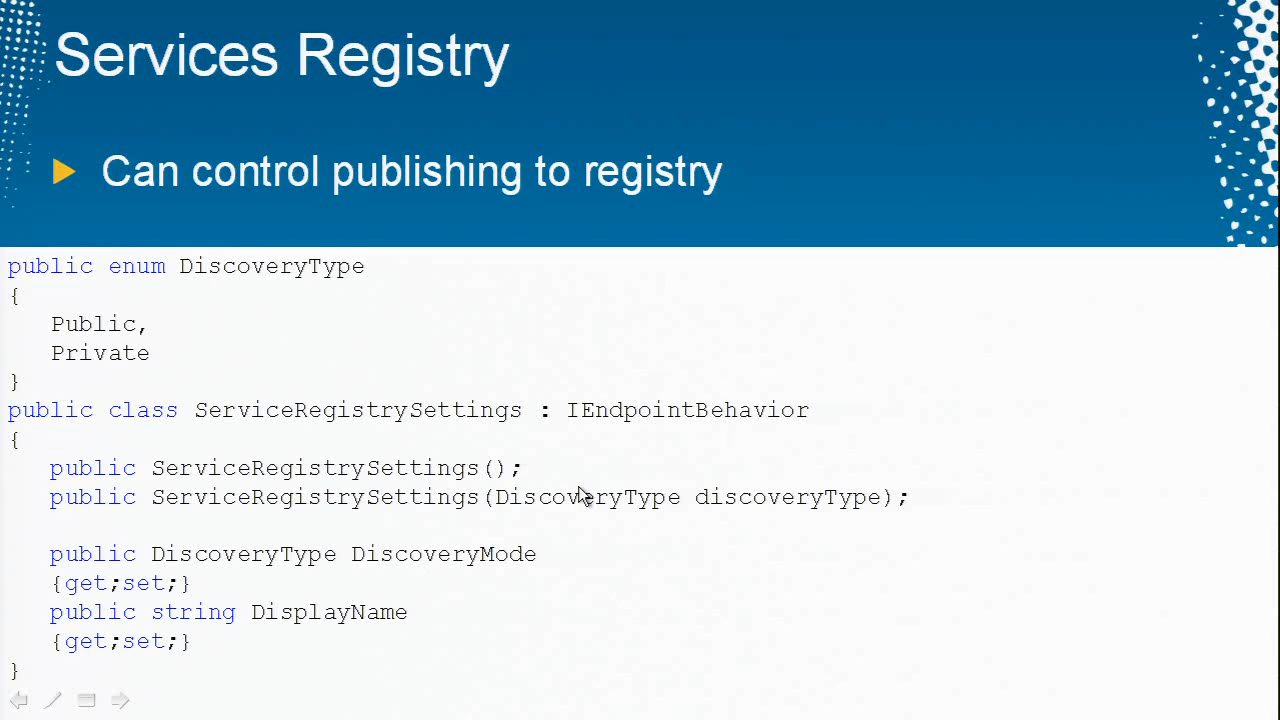 Services Registry
Can control publishing to registry
public enum DiscoveryType
{
Public,
Private
}
public class ServiceRegistrySettings : IEndpointBehavior
{
public ServiceRegistrySettings();
public ServiceRegistrySettings(DiscoveryType discoveryType);
public DiscoveryType DiscoveryMode
{get;set;}
public string DisplayName
{get;set;}
}